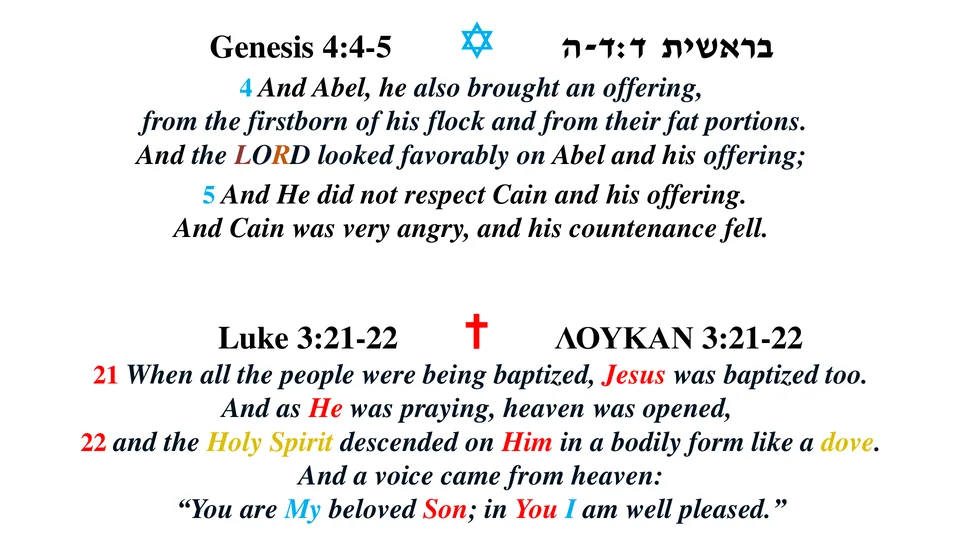 Genesis 4:4-5 ✡ בראשית ד:ד-ה
4 And Abel, he also brought an offering,
from the firstborn of his flock and from their fat portions.
And the LORD looked favorably on Abel and his offering;
5 And He did not respect Cain and his offering.
And Cain was very angry, and his countenance fell.
Luke 3:21-22 ✝ ΛΟΥΚΑΝ 3:21-22
21 When all the people were being baptized, Jesus was baptized too.
And as He was praying, heaven was opened,
22 and the Holy Spirit descended on Him in a bodily form like a dove.
And a voice came from heaven:
“You are My beloved Son; in You I am well pleased.”